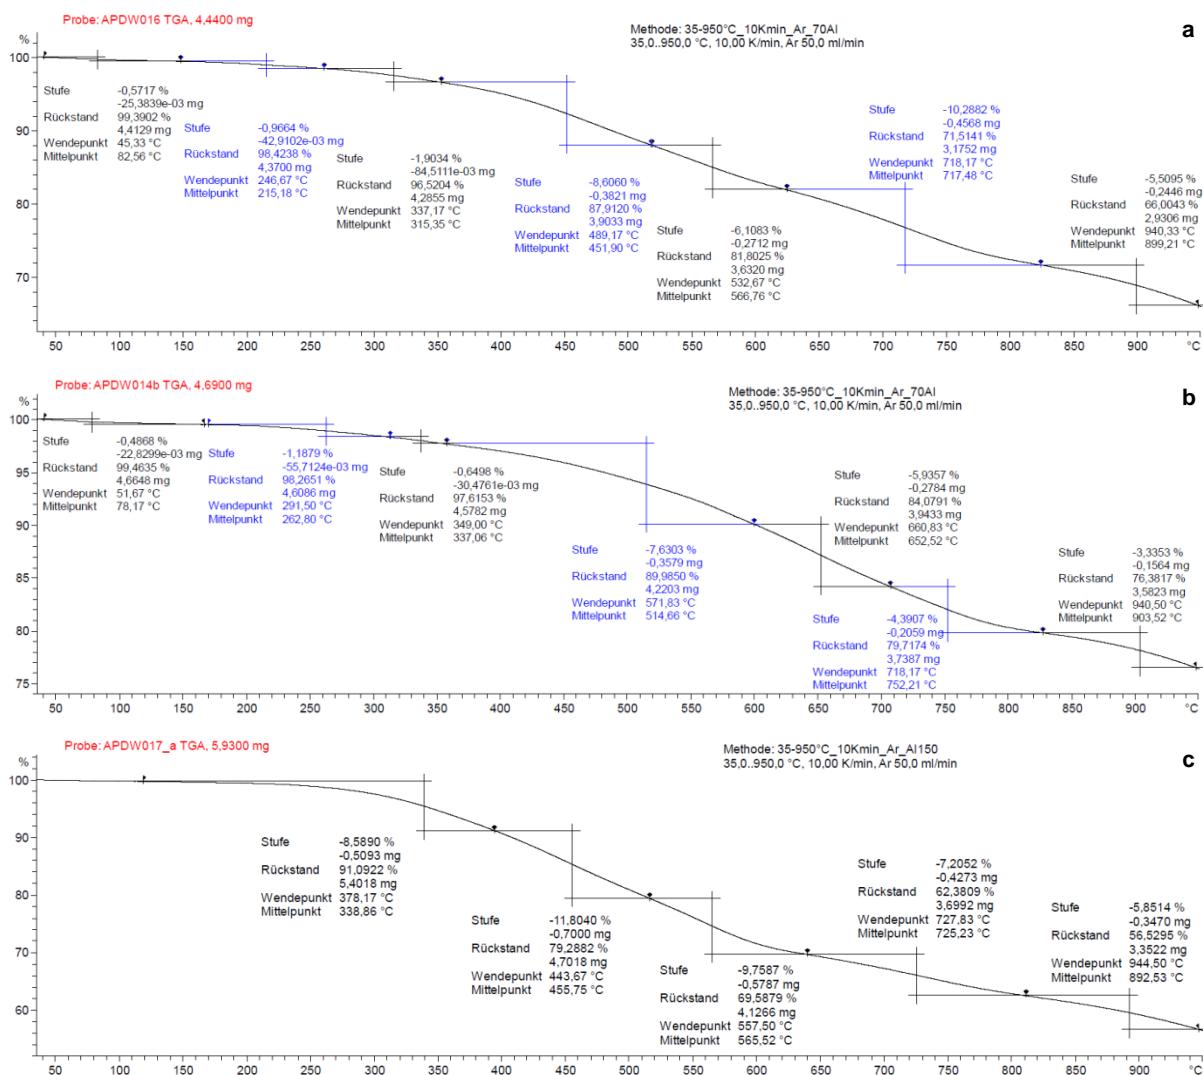 Probe: APDW016 TGA, 4,4400 mg
Methode: 35-950°C_10Kmin_Ar_70Al
35,0..950,0 °C, 10,00 K/min, Ar 50,0 ml/min
a
%
100
90
80
70
Stufe -0,5717 %
-25,3839e-03 mg
Rückstand 99,3902 %
4,4129 mg
Wendepunkt 45,33 °C
Mittelpunkt 82,56 °C
Stufe -0,9664 %
-42,9102e-03 mg
Rückstand 98,4238 %
4,3700 mg
Wendepunkt 246,67 °C
Mittelpunkt 215,18 °C
Stufe -1,9034 %
-84,5111e-03 mg
Rückstand 96,5204 %
4,2855 mg
Wendepunkt 337,17 °C
Mittelpunkt 315,35 °C
Stufe -8,6060 %
-0,3821 mg
Rückstand 87,9120 %
3,9033 mg
Wendepunkt 489,17 °C
Mittelpunkt 451,90 °C
Stufe -6,1083 %
-0,2712 mg
Rückstand 81,8025 %
3,6320 mg
Wendepunkt 532,67 °C
Mittelpunkt 566,76 °C
Stufe -10,2882 %
-0,4568 mg
Rückstand 71,5141 %
3,1752 mg
Wendepunkt 718,17 °C
Mittelpunkt 717,48 °C
Stufe -5,5095 %
-0,2446 mg
Rückstand 66,0043 %
2,9306 mg
Wendepunkt 940,33 °C
Mittelpunkt 899,21 °C
50 100 150 200 250 300 350 400 450 500 550 600 650 700 750 800 850 900 °C
Probe: APDW014b TGA, 4,6900 mg
Methode: 35-950°C_10Kmin_Ar_70Al
35,0..950,0 °C, 10,00 K/min, Ar 50,0 ml/min
b
%
100
95
90
85
80
75
Stufe -0,4868 %
-22,8299e-03 mg
Rückstand 99,4635 %
4,6648 mg
Wendepunkt 51,67 °C
Mittelpunkt 78,17 °C
Stufe -1,1879 %
-55,7124e-03 mg
Rückstand 98,2651 %
4,6086 mg
Wendepunkt 291,50 °C
Mittelpunkt 262,80 °C
Stufe -0,6498 %
-30,4761e-03 mg
Rückstand 97,6153 %
4,5782 mg
Wendepunkt 349,00 °C
Mittelpunkt 337,06 °C
Stufe -7,6303 %
-0,3579 mg
Rückstand 89,9850 %
4,2203 mg
Wendepunkt 571,83 °C
Mittelpunkt 514,66 °C
Stufe -5,9357 %
-0,2784 mg
Rückstand 84,0791 %
3,9433 mg
Wendepunkt 660,83 °C
Mittelpunkt 652,52 °C
Stufe -4,3907 %
-0,2059 mg
Rückstand 79,7174 %
3,7387 mg
Wendepunkt 718,17 °C
Mittelpunkt 752,21 °C
Stufe -3,3353 %
-0,1564 mg
Rückstand 76,3817 %
3,5823 mg
Wendepunkt 940,50 °C
Mittelpunkt 903,52 °C
50 100 150 200 250 300 350 400 450 500 550 600 650 700 750 800 850 900 °C
Probe: APDW017_a TGA, 5,9300 mg
Methode: 35-950°C_10Kmin_Ar_Al150
35,0..950,0 °C, 10,00 K/min, Ar 50,0 ml/min
c
%
100
90
80
70
60
Stufe -8,5890 %
-0,5093 mg
Rückstand 91,0922 %
5,4018 mg
Wendepunkt 378,17 °C
Mittelpunkt 338,86 °C
Stufe -11,8040 %
-0,7000 mg
Rückstand 79,2882 %
4,7018 mg
Wendepunkt 443,67 °C
Mittelpunkt 455,75 °C
Stufe -9,7587 %
-0,5787 mg
Rückstand 69,5879 %
4,1266 mg
Wendepunkt 557,50 °C
Mittelpunkt 565,52 °C
Stufe -7,2052 %
-0,4273 mg
Rückstand 62,3809 %
3,6992 mg
Wendepunkt 727,83 °C
Mittelpunkt 725,23 °C
Stufe -5,8514 %
-0,3470 mg
Rückstand 56,5295 %
3,3522 mg
Wendepunkt 944,50 °C
Mittelpunkt 892,53 °C
50 100 150 200 250 300 350 400 450 500 550 600 650 700 750 800 850 900 °C